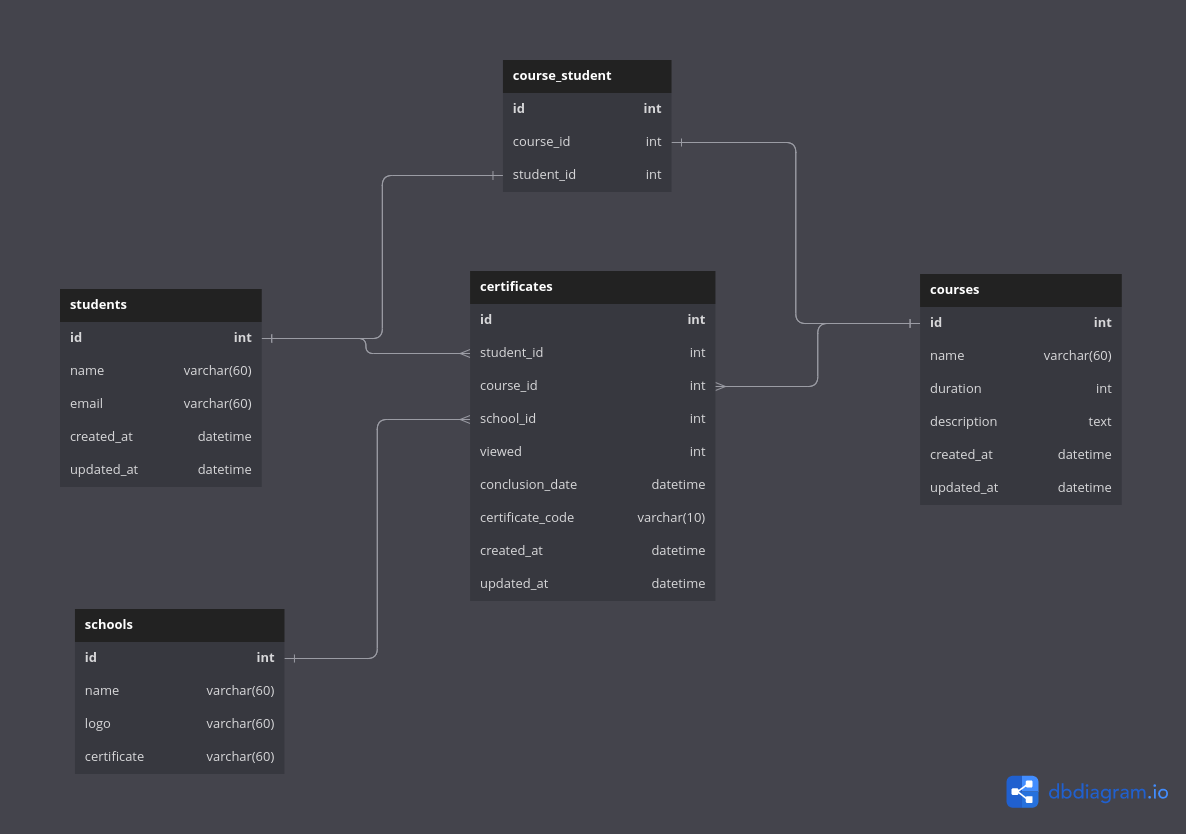 course_student
id int
course_id int
student_id int
students
id int
name varchar(60)
email varchar(60)
created_at datetime
updated_at datetime
certificates
id int
student_id int
course_id int
school_id int
viewed int
conclusion_date datetime
certificate_code varchar(10)
created_at datetime
updated_at datetime
courses
id int
name varchar(60)
duration int
description text
created_at datetime
updated_at datetime
schools
id int
name varchar(60)
logo varchar(60)
certificate varchar(60)
dbdiagram.io